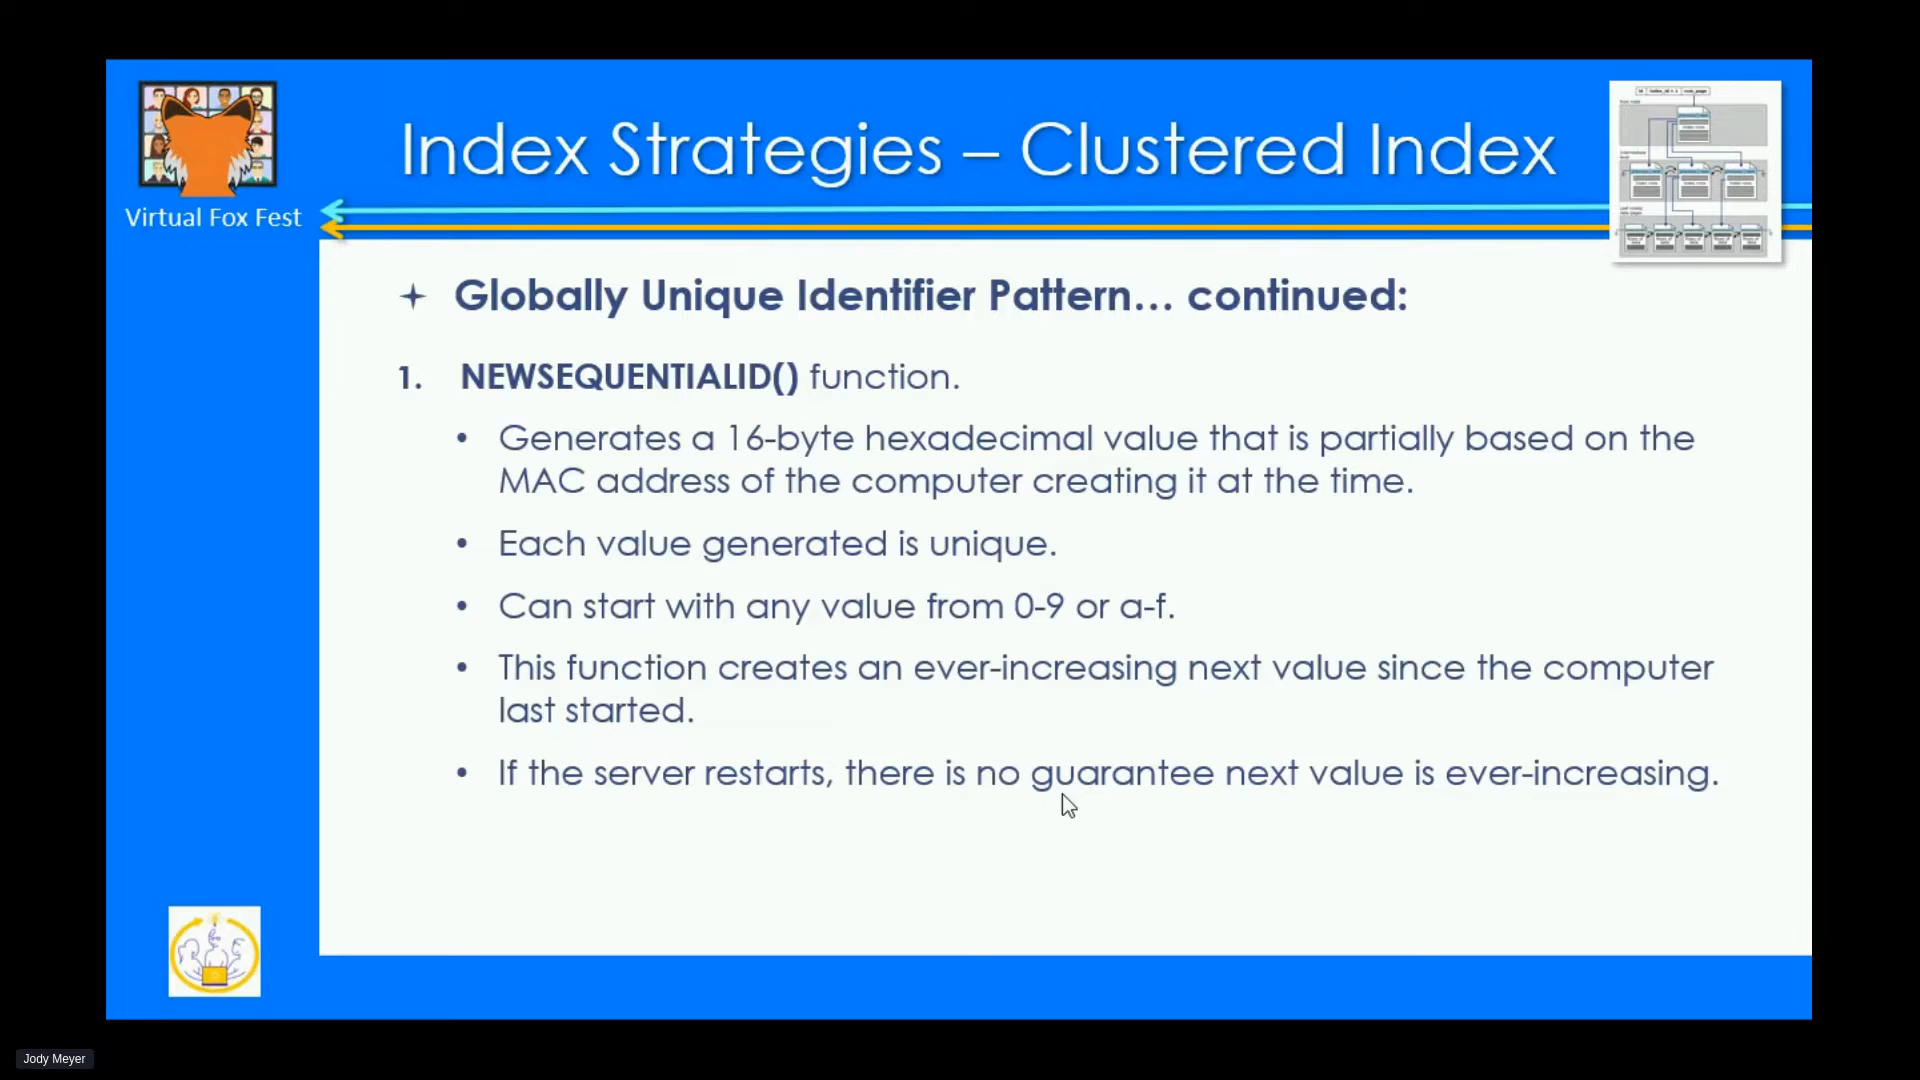 Index Strategies – Clustered Index
Virtual Fox Fest
Globally Unique Identifier Pattern… continued:
1. NEWSEQUENTIALID() function.
• Generates a 16-byte hexadecimal value that is partially based on the
MAC address of the computer creating it at the time.
• Each value generated is unique.
• Can start with any value from 0-9 or a-f.
• This function creates an ever-increasing next value since the computer
last started.
• If the server restarts, there is no guarantee next value is ever-increasing.
Jody Meyer